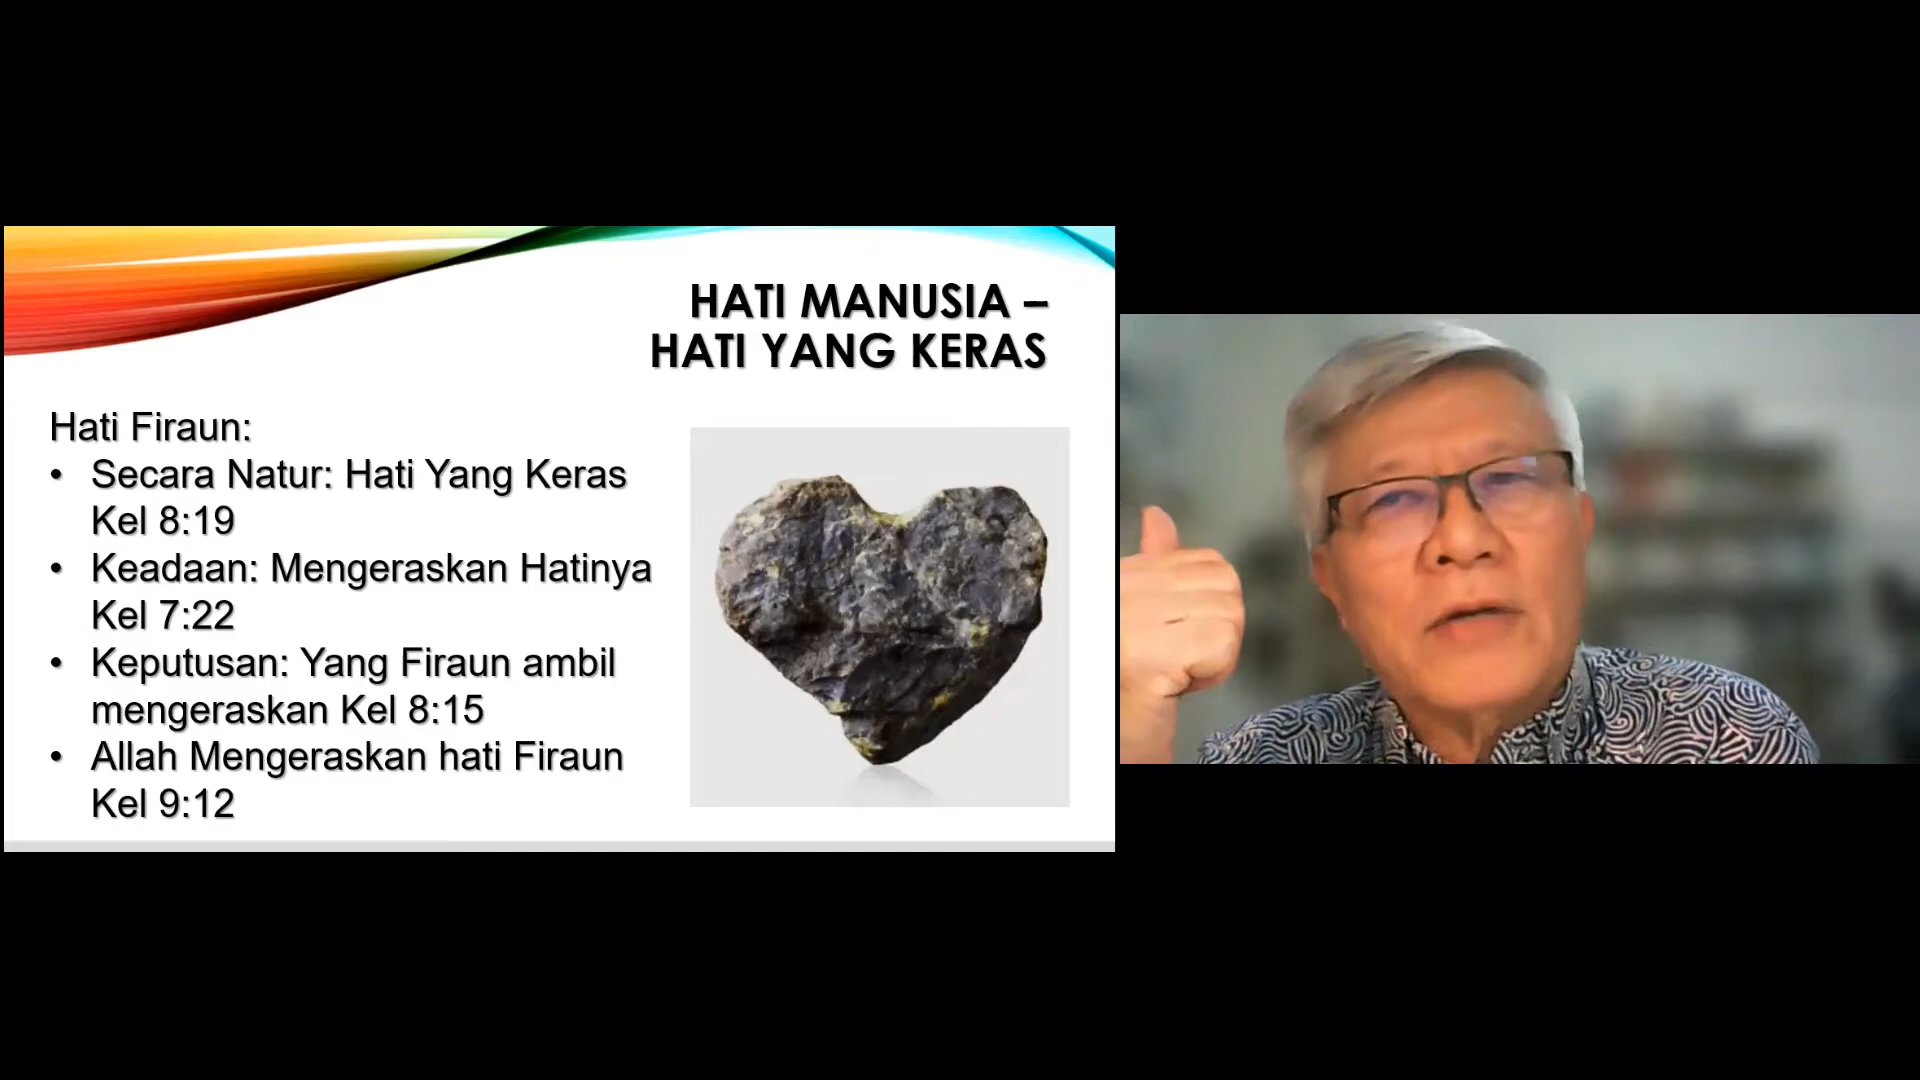 HATI MANUSIA –
HATI YANG KERAS
Hati Firaun:
• Secara Natur: Hati Yang Keras
Kel 8:19
• Keadaan: Mengeraskan Hatinya
Kel 7:22
• Keputusan: Yang Firaun ambil
mengeraskan Kel 8:15
• Allah Mengeraskan hati Firaun
Kel 9:12